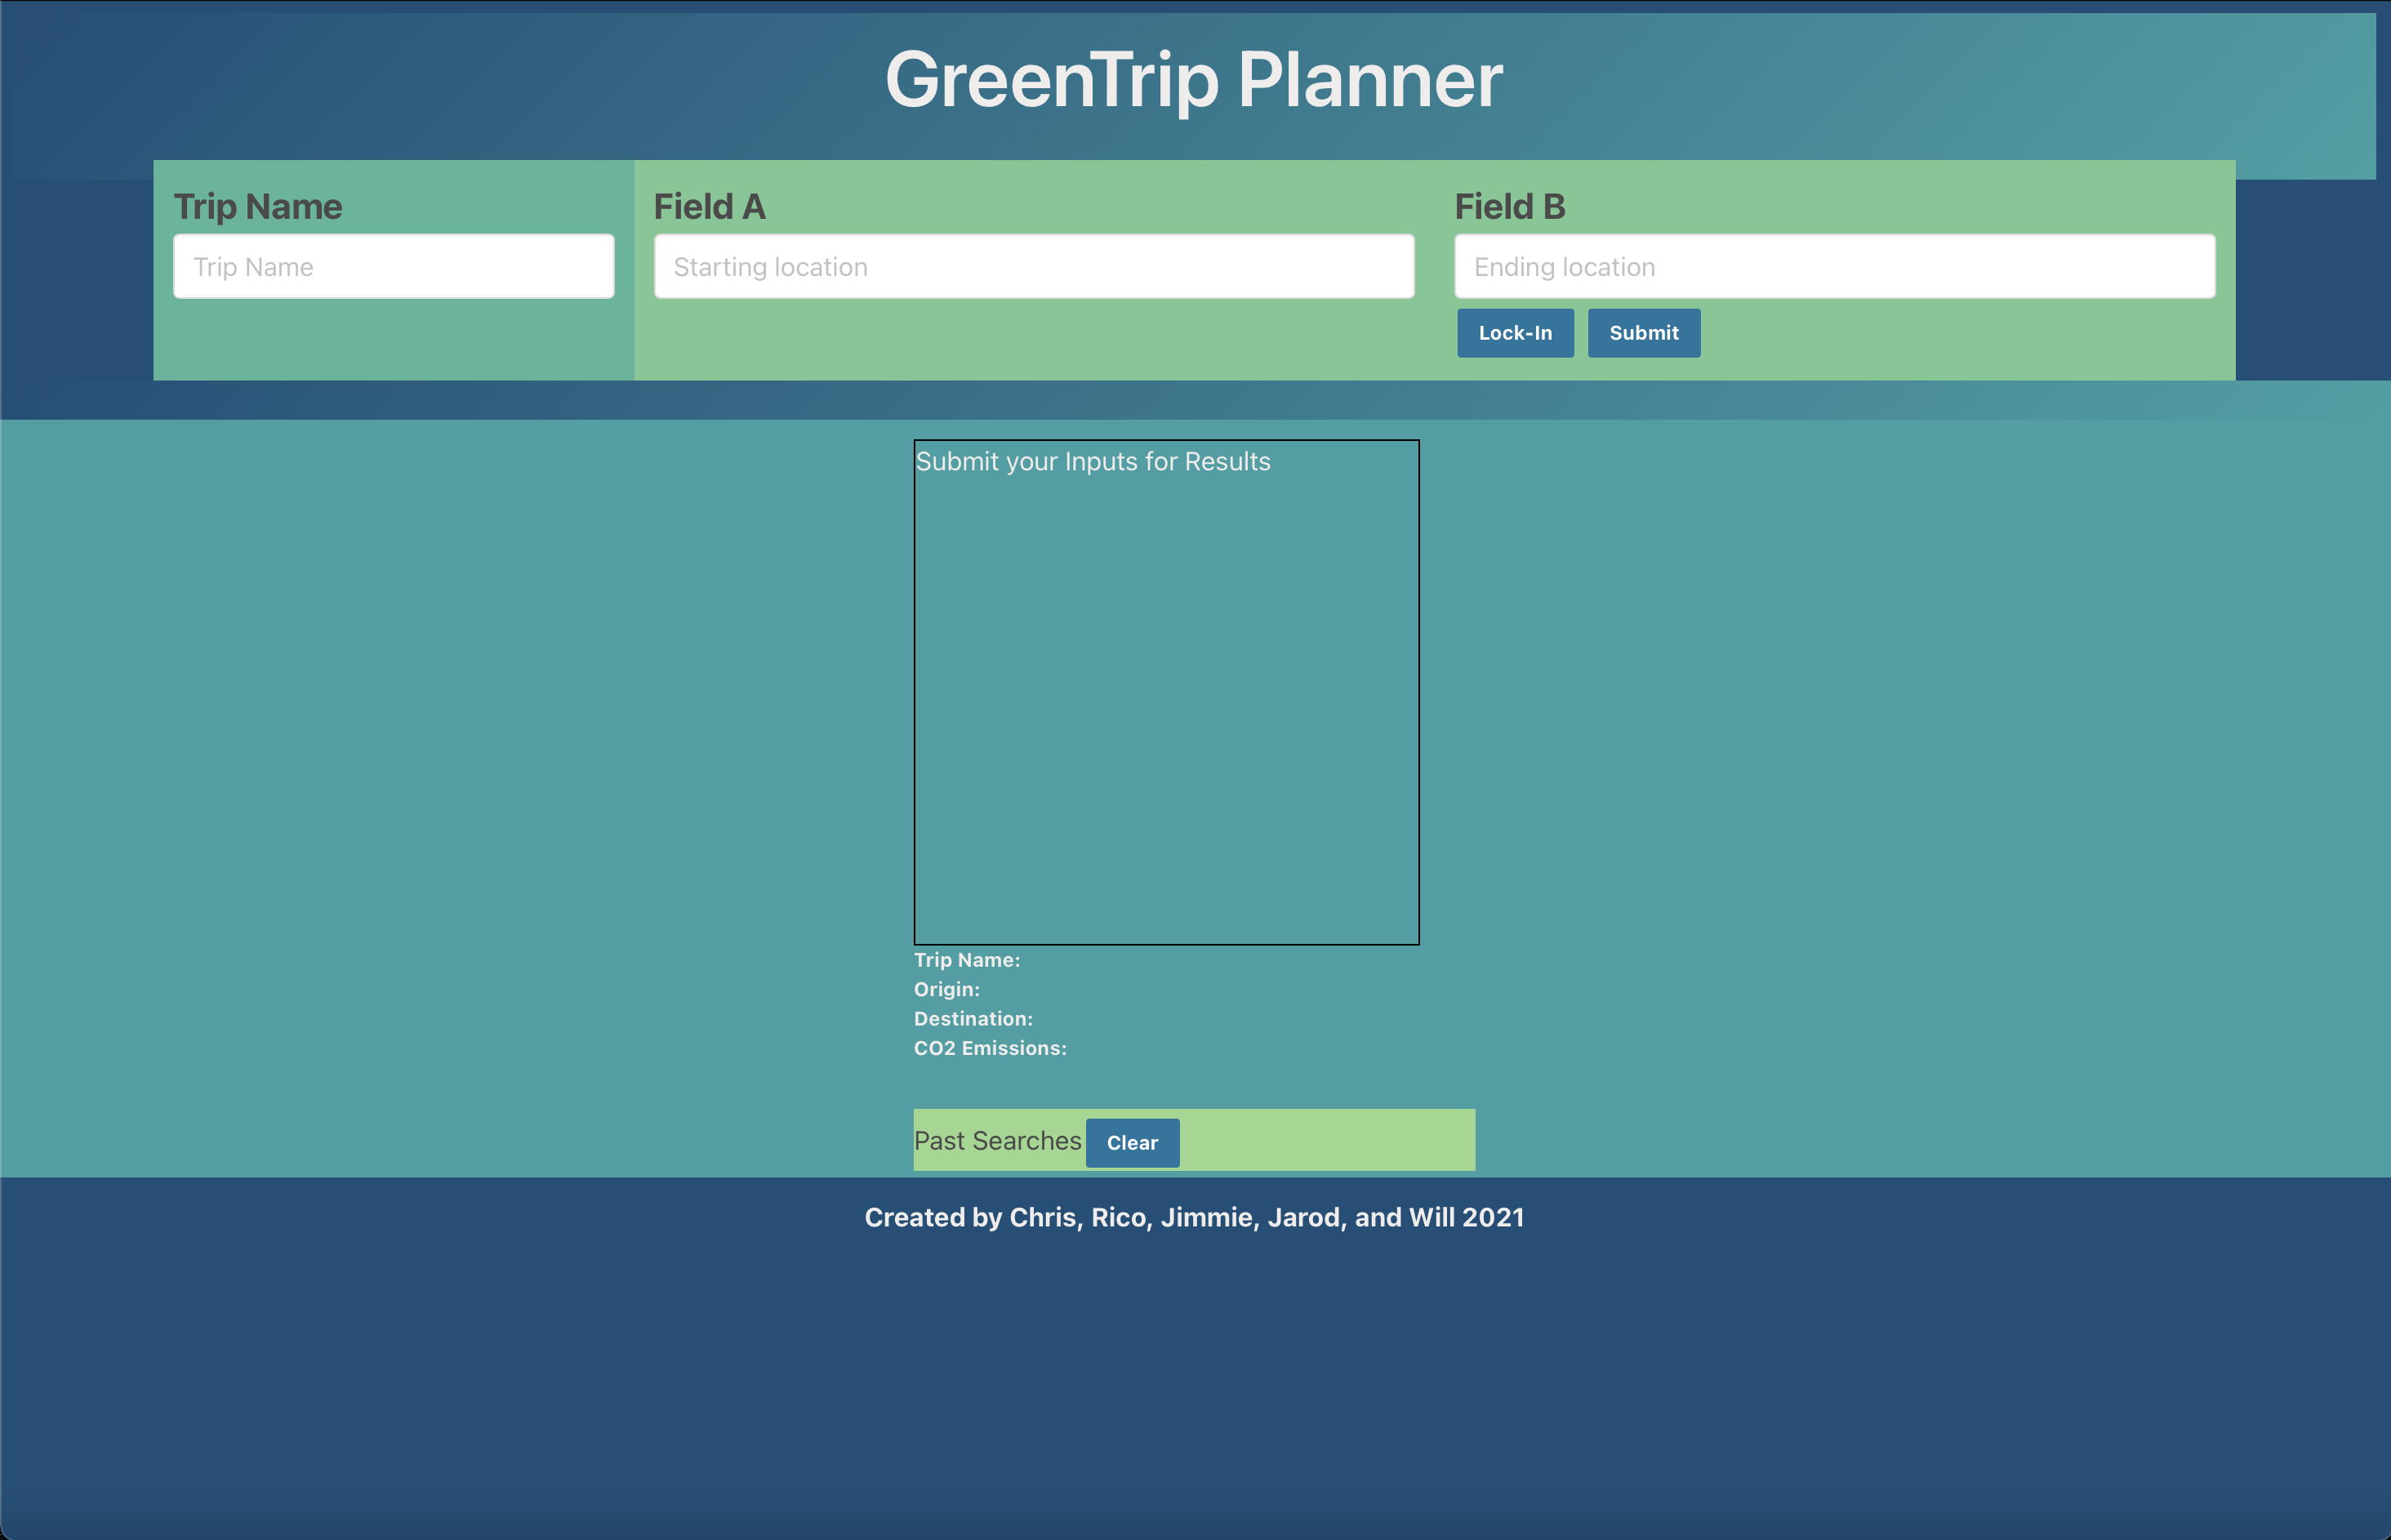 GreenTrip Planner
Trip Name
Field A
Field B
Trip Name
Starting location
Ending location
Lock-In
Submit
Submit your Inputs for Results
Trip Name:
Origin:
Destination:
CO2 Emissions:
Past Searches
Clear
Created by Chris, Rico, Jimmie, Jarod, and Will 2021